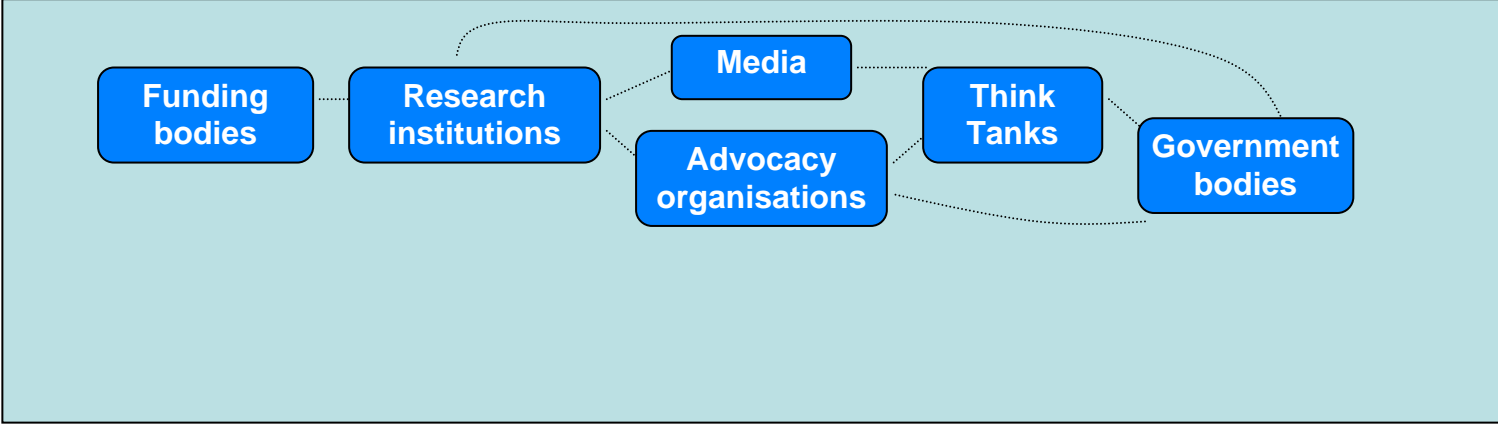 Funding
bodies
Research
institutions
Media
Advocacy
organisations
Think
Tanks
Government
bodies